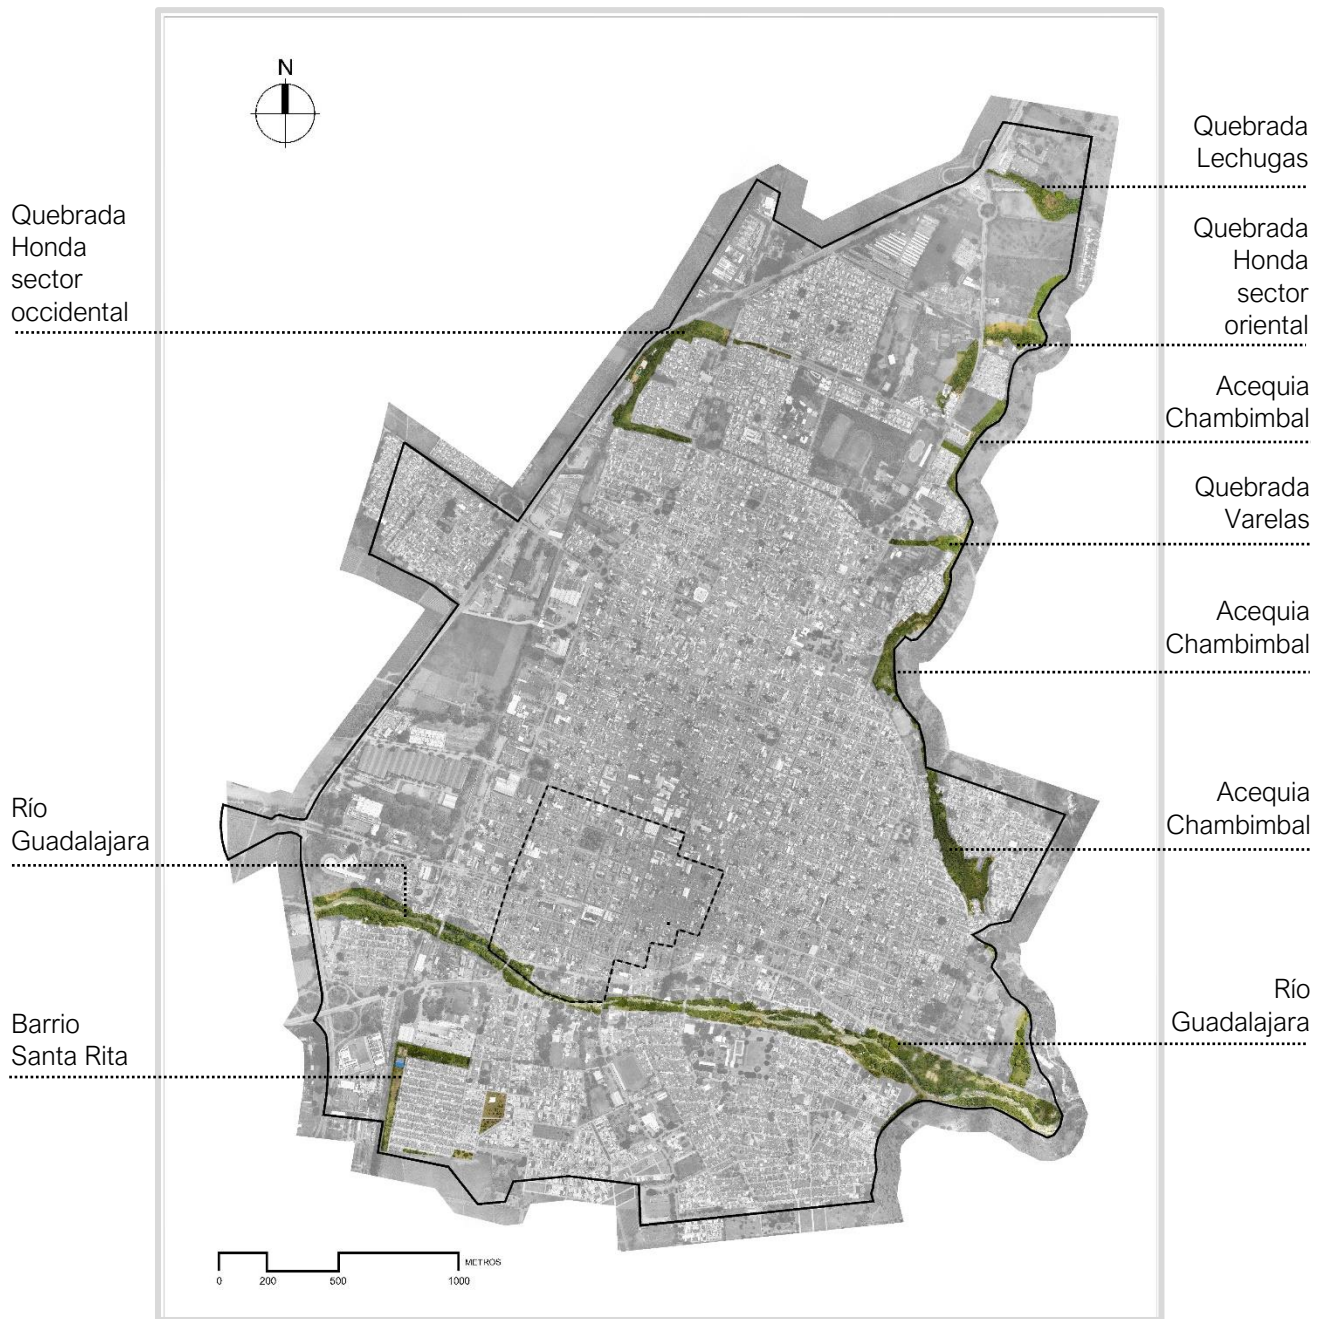 N
Quebrada
Lechugas
Quebrada
Honda
sector
occidental
Quebrada
Honda
sector
oriental
Acequia
Chambimbal
Quebrada
Varelas
Acequia
Chambimbal
Acequia
Chambimbal
Río
Guadalajara
Río
Guadalajara
Barrio
Santa Rita
METROS
0 200 500 1000